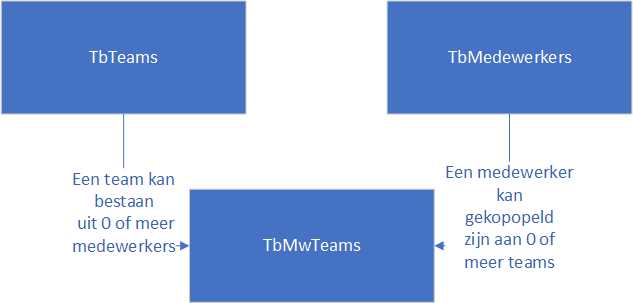 TbTeams
TbMedewerkers
Een team kan
bestaan
uit 0 of meer
medewerkers
Een medewerker
kan
gekopopeld
zijn aan 0 of
meer teams
TbMwTeams